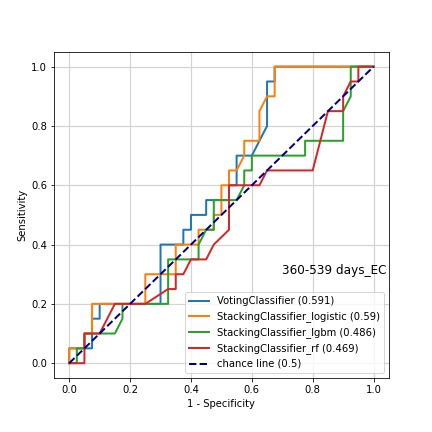 1.0
0.8
0.6
0.4
0.2
0.0
Sensitivity
360-539 days_EC
VotingClassifier (0.591)
StackingClassifier_logistic (0.59)
StackingClassifier_lgbm (0.486)
StackingClassifier_rf (0.469)
chance line (0.5)
0.0 0.2 0.4 0.6 0.8 1.0
1 - Specificity